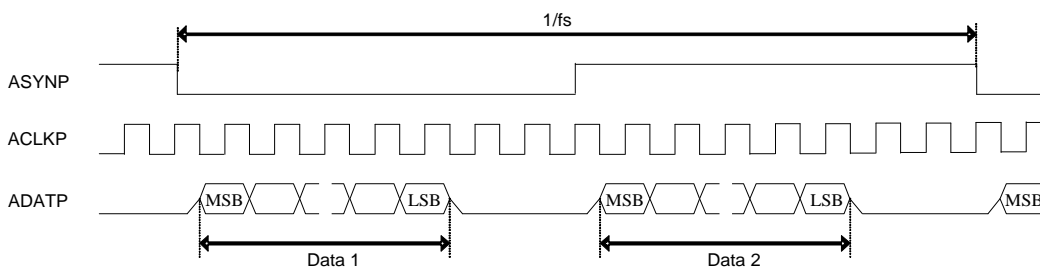 1/fs
ASYNP
ACLKP
ADATP MSB LSB MSB LSB MSB
Data 1 Data 2